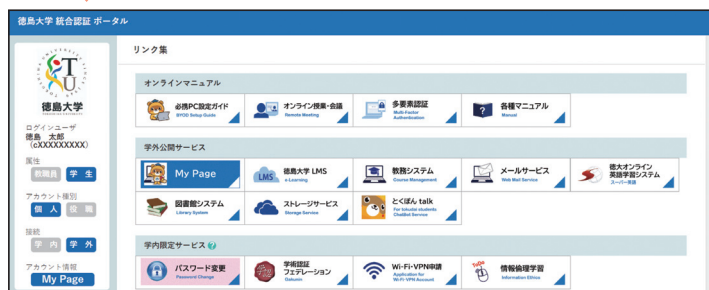 徳島大学 統合認証 ポータル
徳島大学
ログインユーザ
徳島 太郎
(cXXXXXXXXX)
属性
教職員 学 生
アカウント種別
個 人 役 職
接続
学 内 学 外
アカウント情報
My Page
リンク集
オンラインマニュアル
必携PC設定ガイド
BYOD Setup Guide
オンライン授業・会議
Remote Meeting
多要素認証
Multi-Factor
Authentication
各種マニュアル
Manual
学外公開サービス
My Page
LMS
徳島大学 LMS
e-Learning
教務システム
Course Management
メールサービス
Web Mail Service
徳大オンライン
英語学習システム
スーパー英語
図書館システム
Library System
ストレージサービス
Storage Service
とくぽん talk
For tokudai students
ChatBot Service
学内限定サービス ?
パスワード変更
Password Change
学術認証
フェデレーション
Gakunin
Wi-Fi・VPN申請
Application for
Wi-Fi VPN Account
ToDo
情報倫理学習
Information Ethics